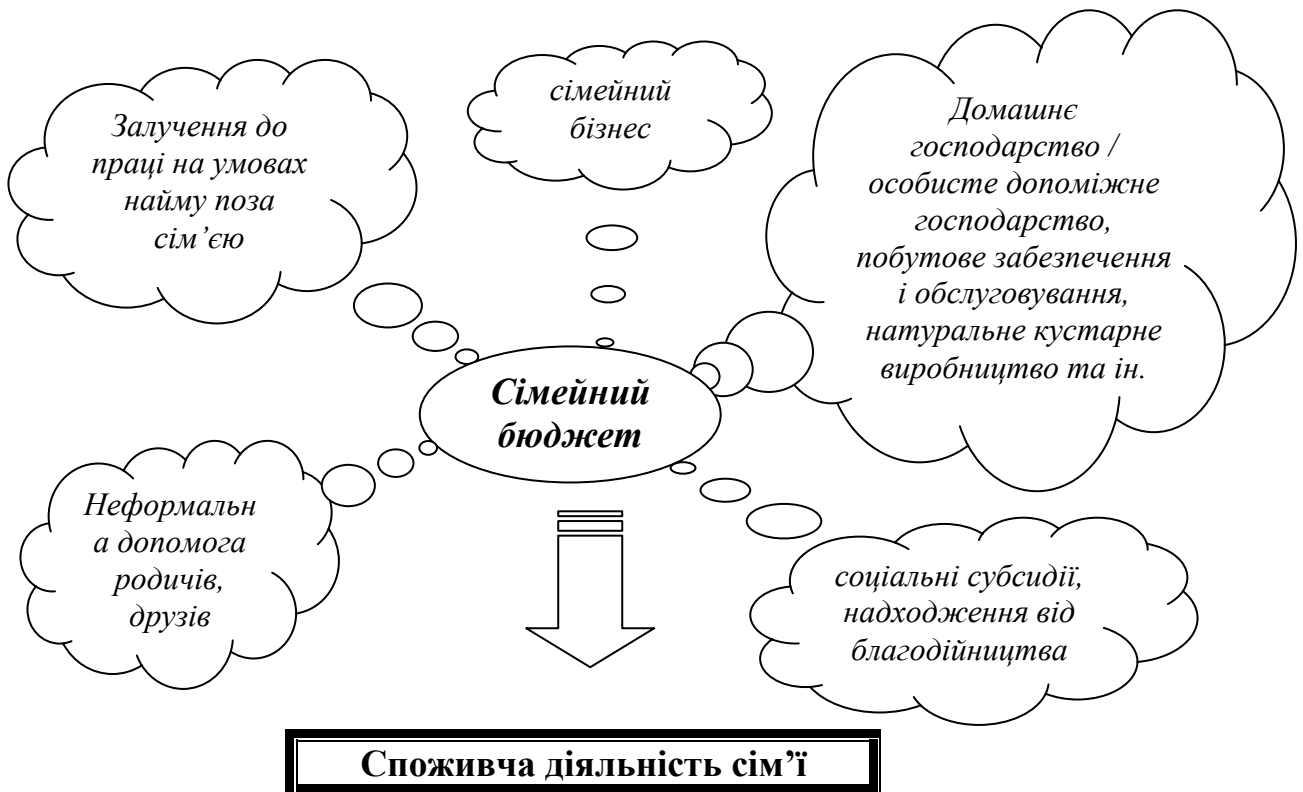 Залучення до
праці на умовах
найму поза
сім’єю
сімейний
бізнес
Домашнє
господарство /
особисте допоміжне
господарство,
побутове забезпечення
і обслуговування,
натуральне кустарне
виробництво та ін.
Сімейний
бюджет
Неформальн
а допомога
родичів,
друзів
соціальні субсидії,
надходження від
благодійництва
Споживча діяльність сім’ї